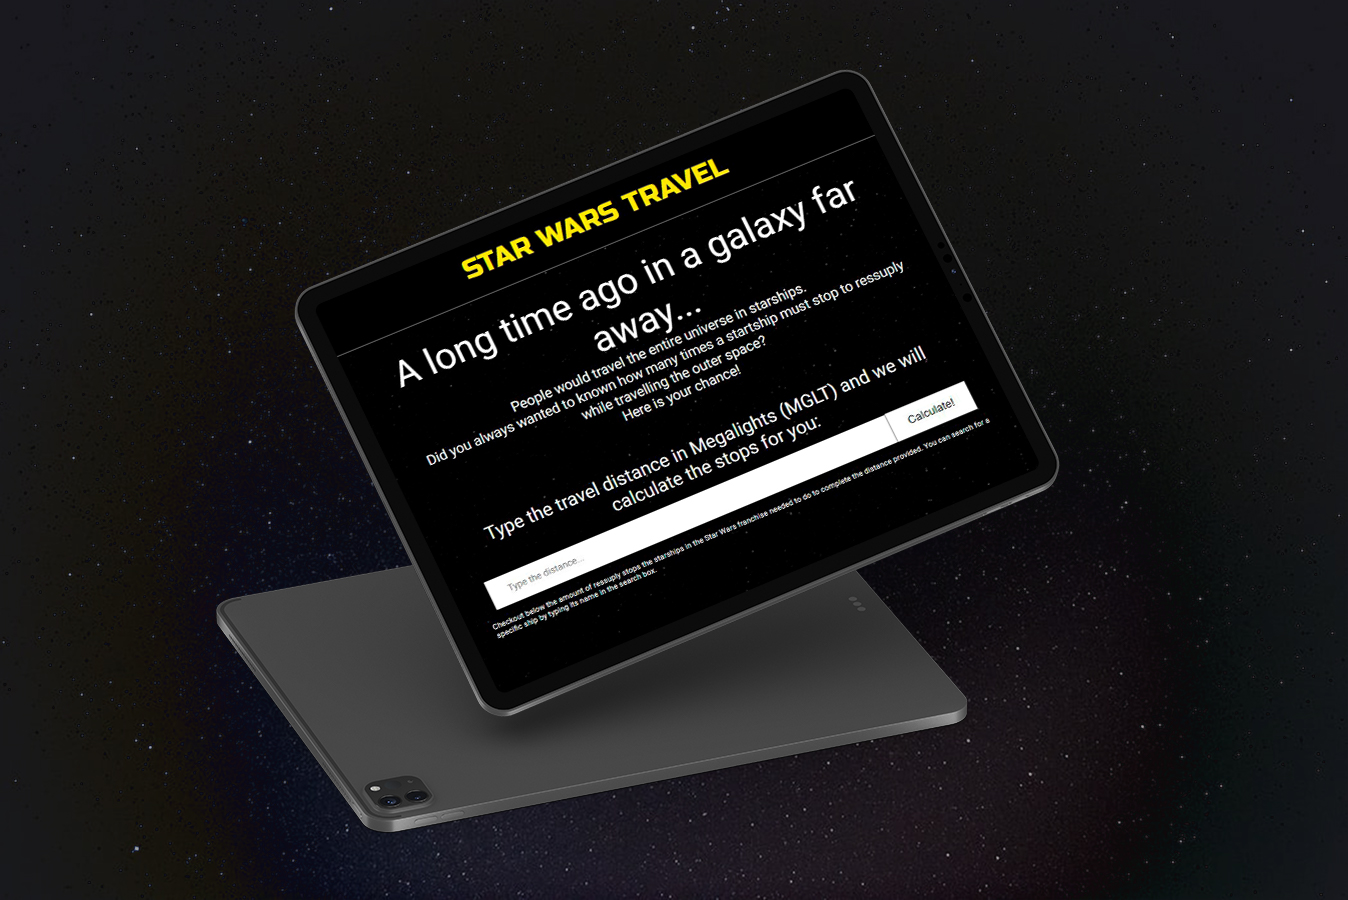 STAR WARS TRAVEL
A long time ago in a galaxy far
away...
People would travel the entire universe in starships.
Did you always wanted to known how many times a startship must stop to ressuply
while travelling the outer space?
Here is your chance!
Type the travel distance in Megalights (MGLT) and we will
calculate the stops for you:
Type the distance...
Calculate!
Checkout below the amount of ressuply stops the starships in the Star Wars franchise needed to do to complete the distance provided. You can search for a
specific ship by typing its name in the search box.